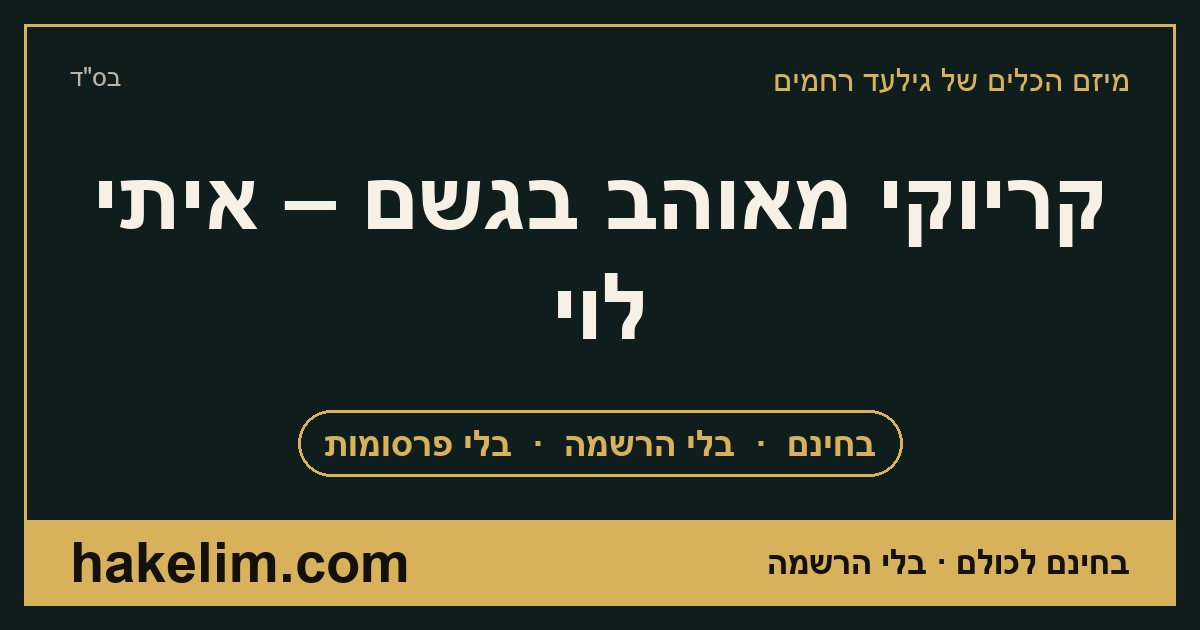 מיזם הכלים של גילעד רחמים
בס"ד
קריוקי מאוהב בגשם – איתי
לוי
בחינם · בלי הרשמה · בלי פרסומות
בחינם לכולם · בלי הרשמה
hakelim.com